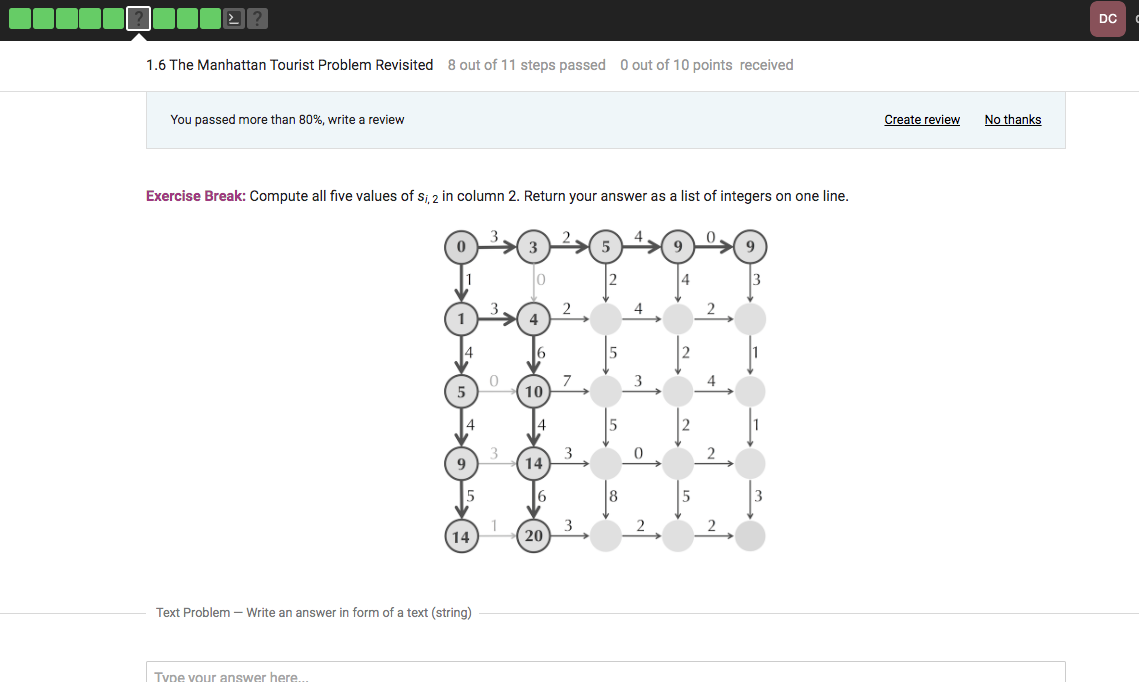 ? >_ ? DC
1.6 The Manhattan Tourist Problem Revisited 8 out of 11 steps passed 0 out of 10 points received
You passed more than 80%, write a review Create review No thanks
Exercise Break: Compute all five values of si, 2 in column 2. Return your answer as a list of integers on one line.
3 2 4 0
0 3 5 9 9
1 0 2 4 3
3 2 4 2
1 4
4 6 5 2 1
0 7 3 4
5 10
4 4 5 2 1
3 3 0 2
9 14
5 6 8 5 3
1 3 2 2
14 20
Text Problem — Write an answer in form of a text (string)
Type your answer here...